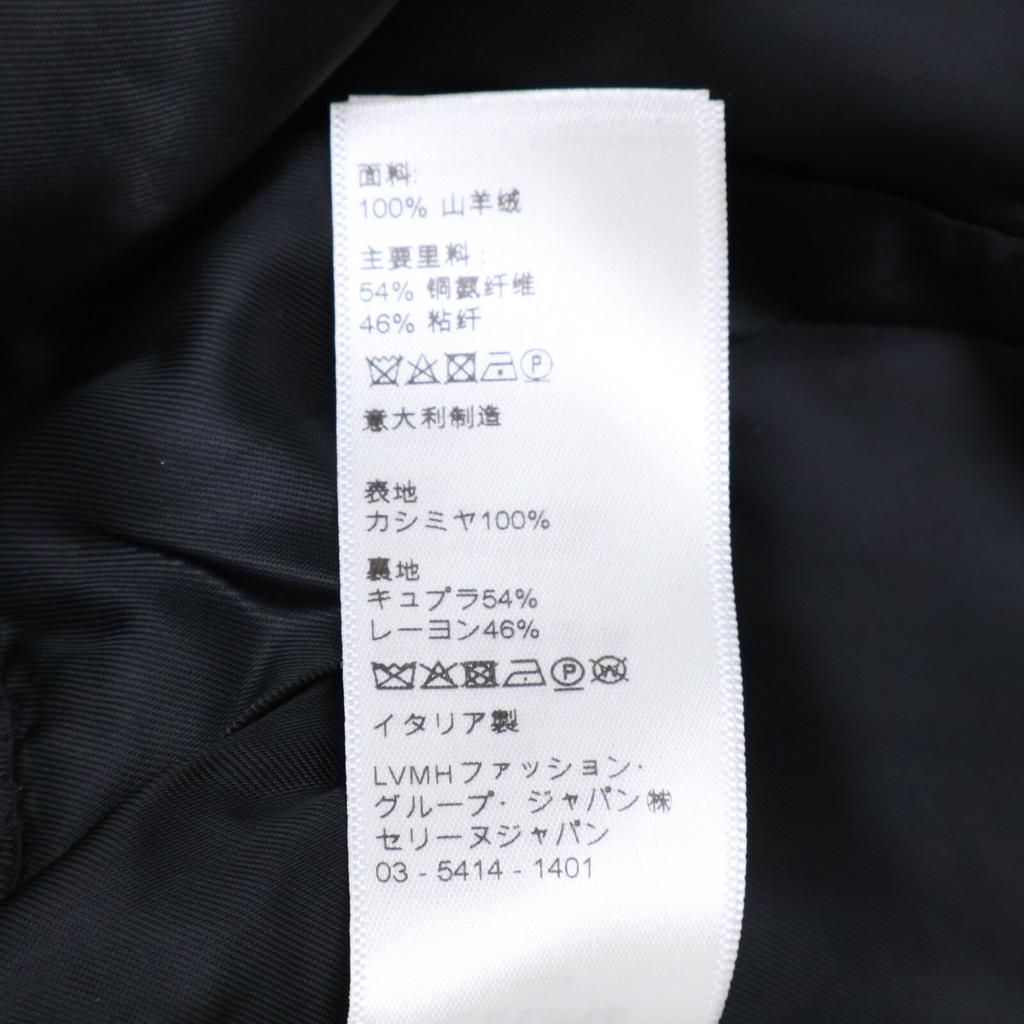 面料:
100% 山羊绒
主要里料:
54% 铜氨纤维
46% 粘纤
P
意大利制造
表地
カシミヤ100%
裏地
キュプラ54%
レーヨン46%
P W
イタリア製
LVMHファッション・
グループ・ジャパン㈱
セリーヌジャパン
03 - 5414 - 1401